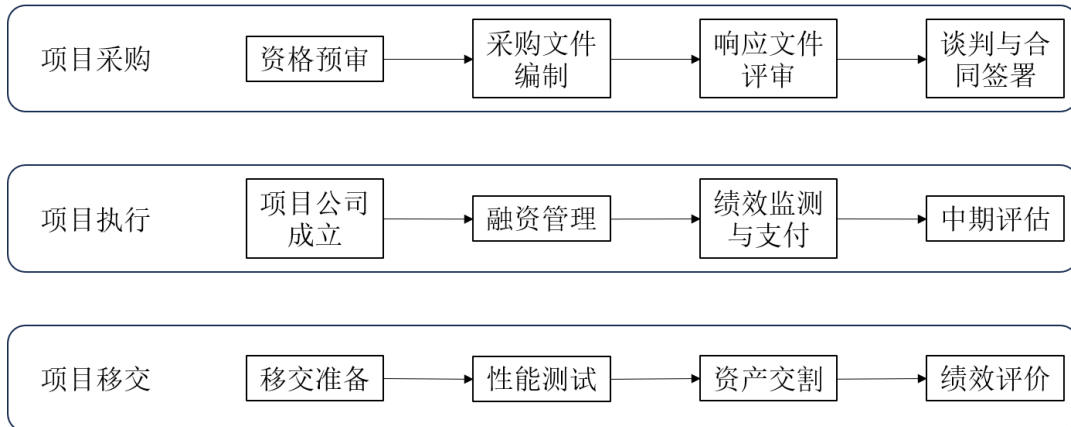 项目采购
资格预审
采购文件
编制
响应文件
评审
谈判与合
同签署
项目执行
项目公司
成立
融资管理
绩效监测
与支付
中期评估
项目移交
移交准备
性能测试
资产交割
绩效评价